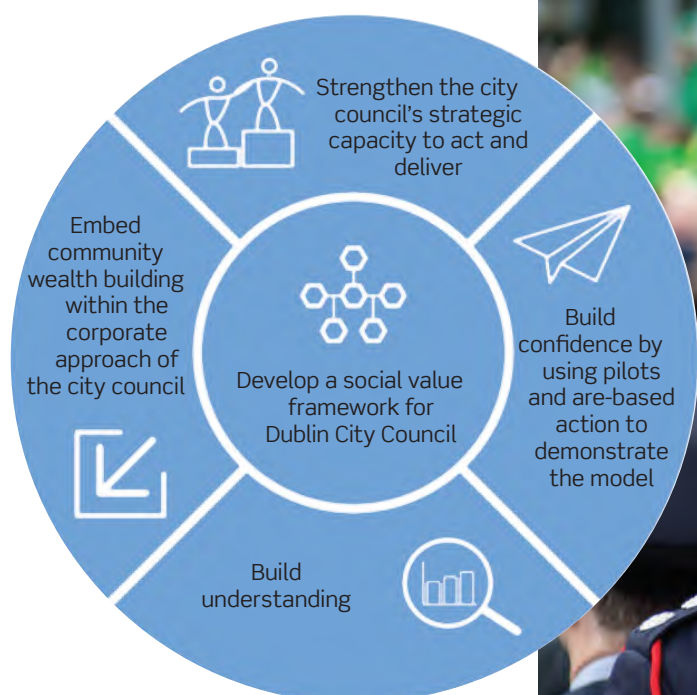 Strengthen the city
council's strategic
capacity to act and
deliver
Embed
community
wealth building
within the
corporate
approach of
the city council
Build
confidence by
using pilots
and are-based
action to
demonstrate
the model
Develop a social value
framework for
Dublin City Council
Build
understanding